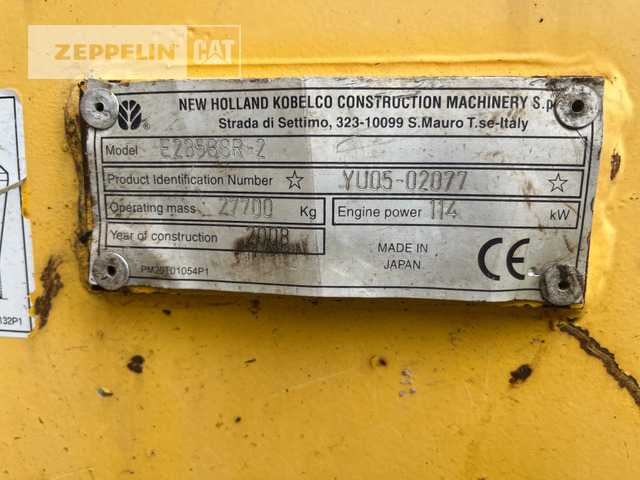 ZEPPELIN CAT
NEW HOLLAND KOBELCO CONSTRUCTION MACHINERY S.p
Strada di Settimo, 323-10099 S.Mauro T.se-Italy
Model E235BSR-2
Product Identification Number ☆ YU05-02077 ☆
Operating mass 27700 Kg Engine power 114 kW
Year of construction 2008
MADE IN
JAPAN
CE
PM20T01054P1
132P1